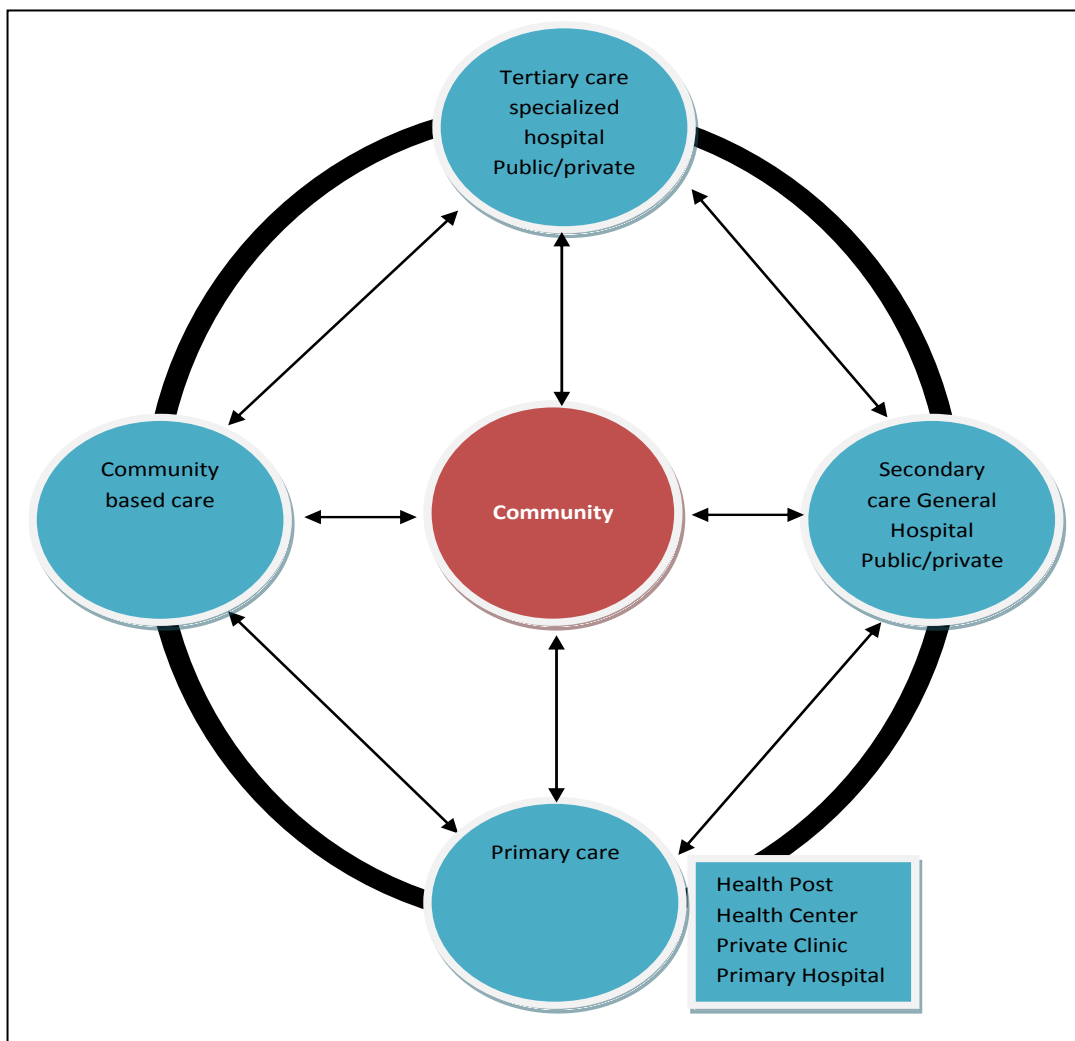 Tertiary care
specialized
hospital
Public/private
Community
based care
Community
Secondary
care General
Hospital
Public/private
Primary care
Health Post
Health Center
Private Clinic
Primary Hospital